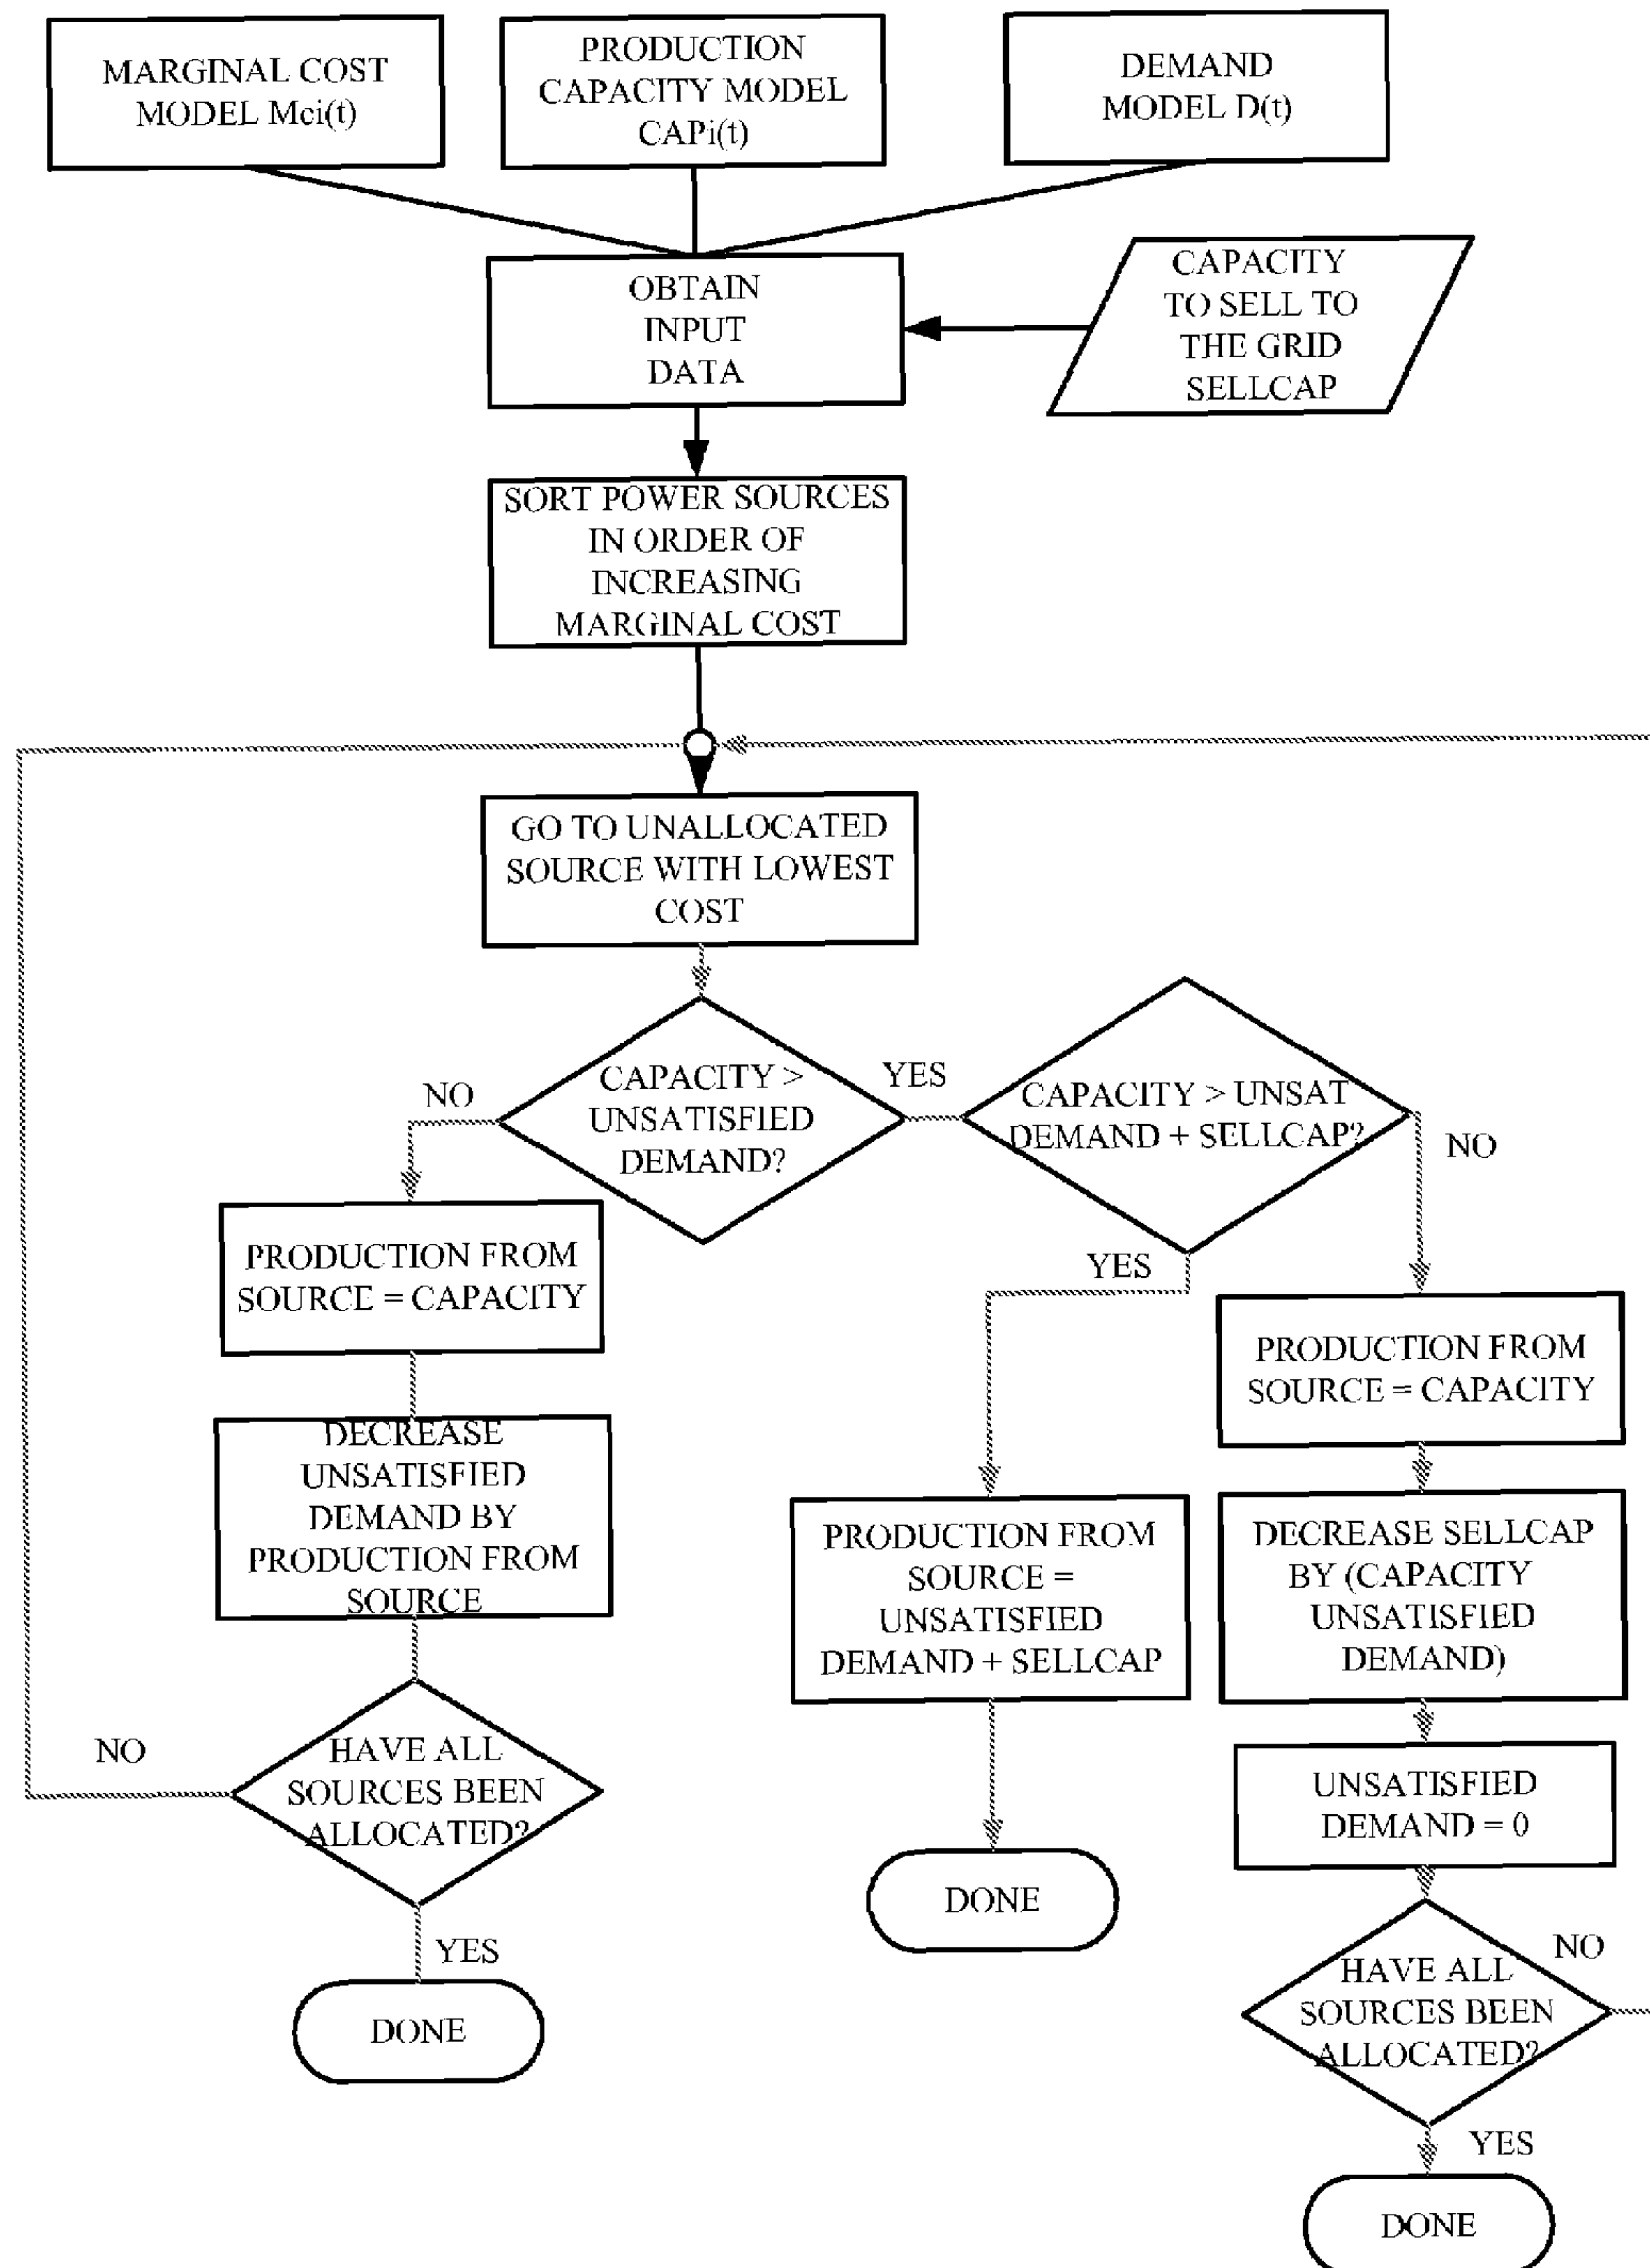 MARGINAL COST
MODEL Mci(t)
PRODUCTION
CAPACITY MODEL
CAPi(t)
DEMAND
MODEL D(t)
OBTAIN
INPUT
DATA
CAPACITY
TO SELL TO
THE GRID
SELLCAP
SORT POWER SOURCES
IN ORDER OF
INCREASING
MARGINAL COST
GO TO UNALLOCATED
SOURCE WITH LOWEST
COST
CAPACITY >
UNSATISFIED
DEMAND?
NO
YES
CAPACITY > UNSAT
DEMAND + SELLCAP?
NO
YES
PRODUCTION FROM
SOURCE = CAPACITY
DECREASE
UNSATISFIED
DEMAND BY
PRODUCTION FROM
SOURCE
HAVE ALL
SOURCES BEEN
ALLOCATED?
NO
YES
DONE
PRODUCTION FROM
SOURCE =
UNSATISFIED
DEMAND + SELLCAP
DONE
PRODUCTION FROM
SOURCE = CAPACITY
DECREASE SELLCAP
BY (CAPACITY
UNSATISFIED
DEMAND)
UNSATISFIED
DEMAND = 0
HAVE ALL
SOURCES BEEN
ALLOCATED?
NO
YES
DONE